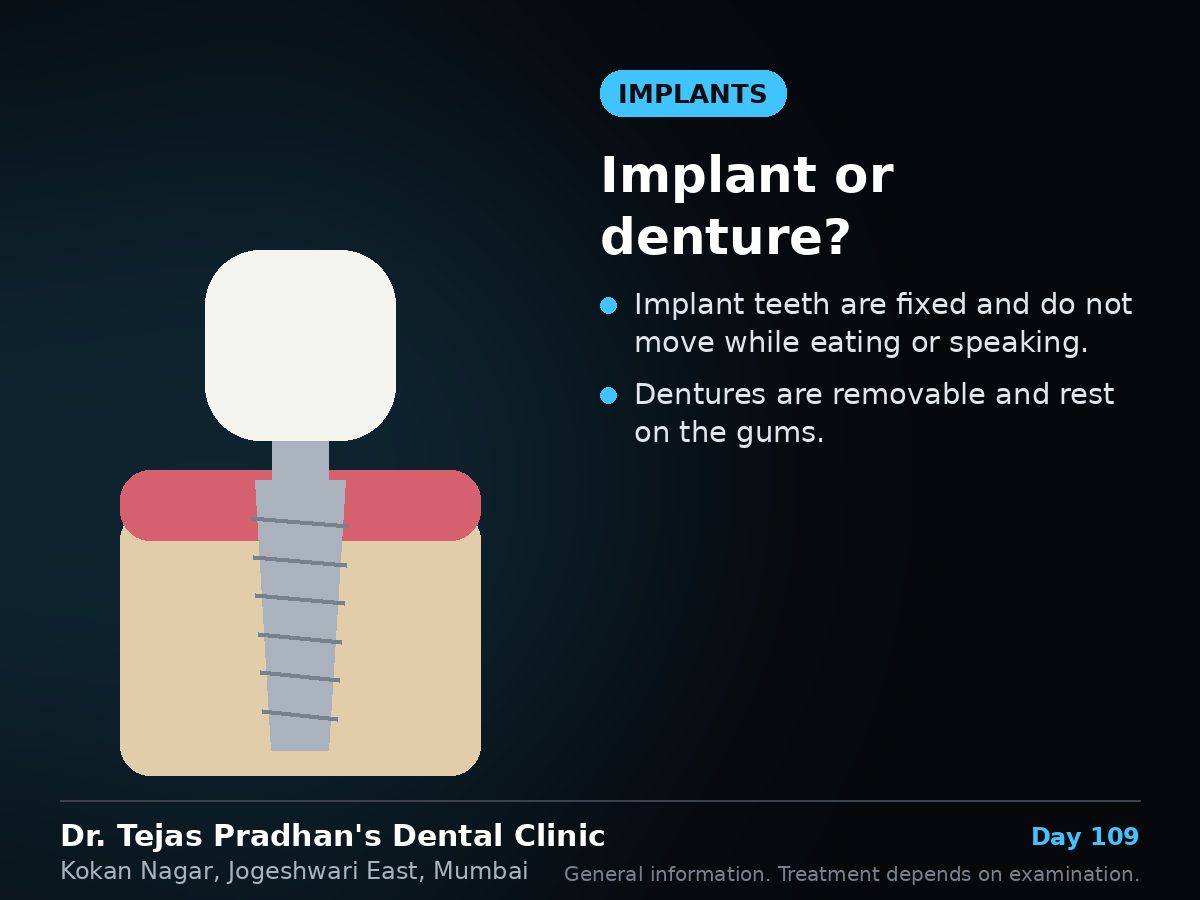 IMPLANTS
Implant or
denture?
Implant teeth are fixed and do not
move while eating or speaking.
Dentures are removable and rest
on the gums.
Dr. Tejas Pradhan's Dental Clinic
Day 109
Kokan Nagar, Jogeshwari East, Mumbai
General information. Treatment depends on examination.